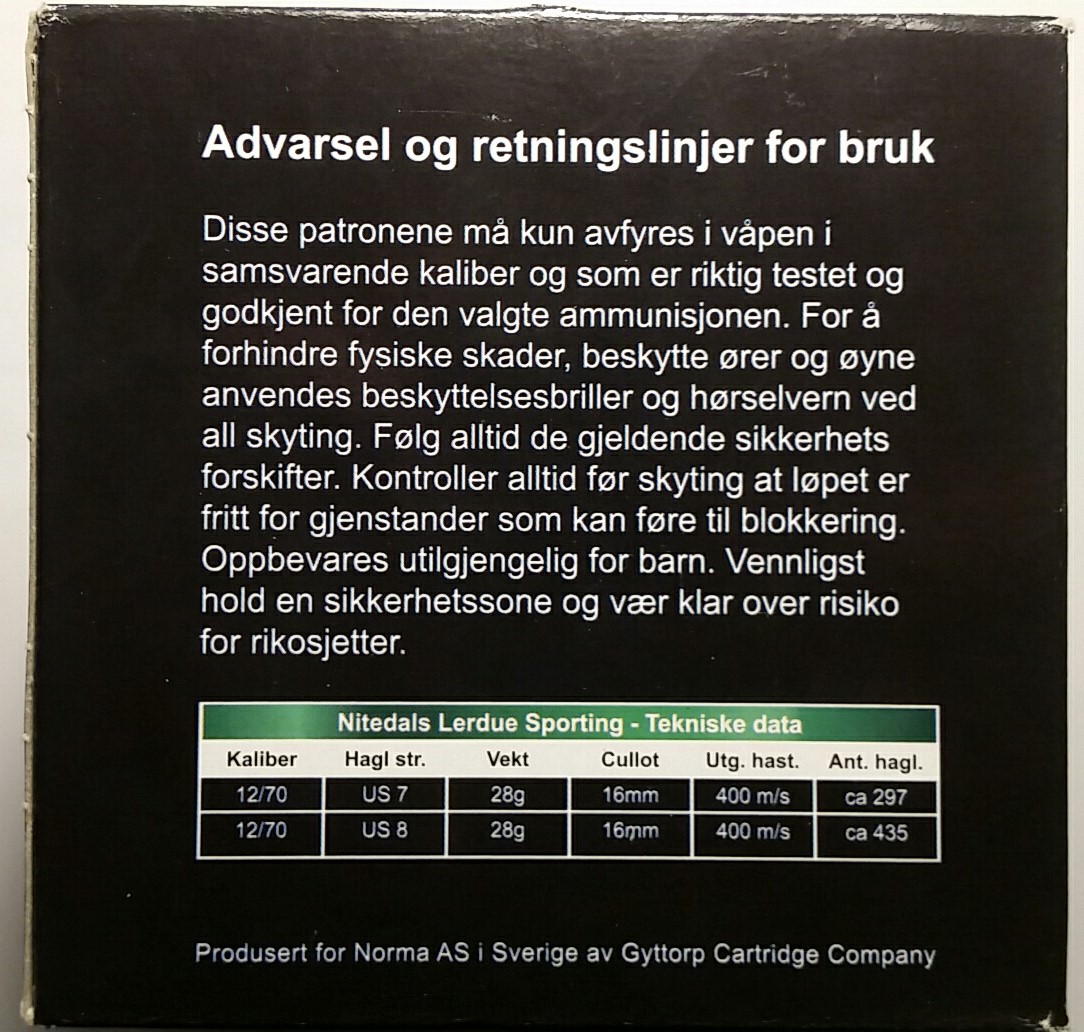 Advarsel og retningslinjer for bruk
Disse patronene må kun avfyres i våpen i
samsvarende kaliber og som er riktig testet og
godkjent for den valgte ammunisjonen. For å
forhindre fysiske skader, beskytte ører og øyne
anvendes beskyttelsesbriller og hørselvern ved
all skyting. Følg alltid de gjeldende sikkerhets
forskifter. Kontroller alltid før skyting at løpet er
fritt for gjenstander som kan føre til blokkering.
Oppbevares utilgjengelig for barn. Vennligst
hold en sikkerhetssone og vær klar over risiko
for rikosjetter.
Nitedals Lerdue Sporting - Tekniske data
Kaliber Hagl str. Vekt Cullot Utg. hast. Ant. hagl.
12/70 US 7 28g 16mm 400 m/s ca 297
12/70 US 8 28g 16mm 400 m/s ca 435
Produsert for Norma AS i Sverige av Gyttorp Cartridge Company